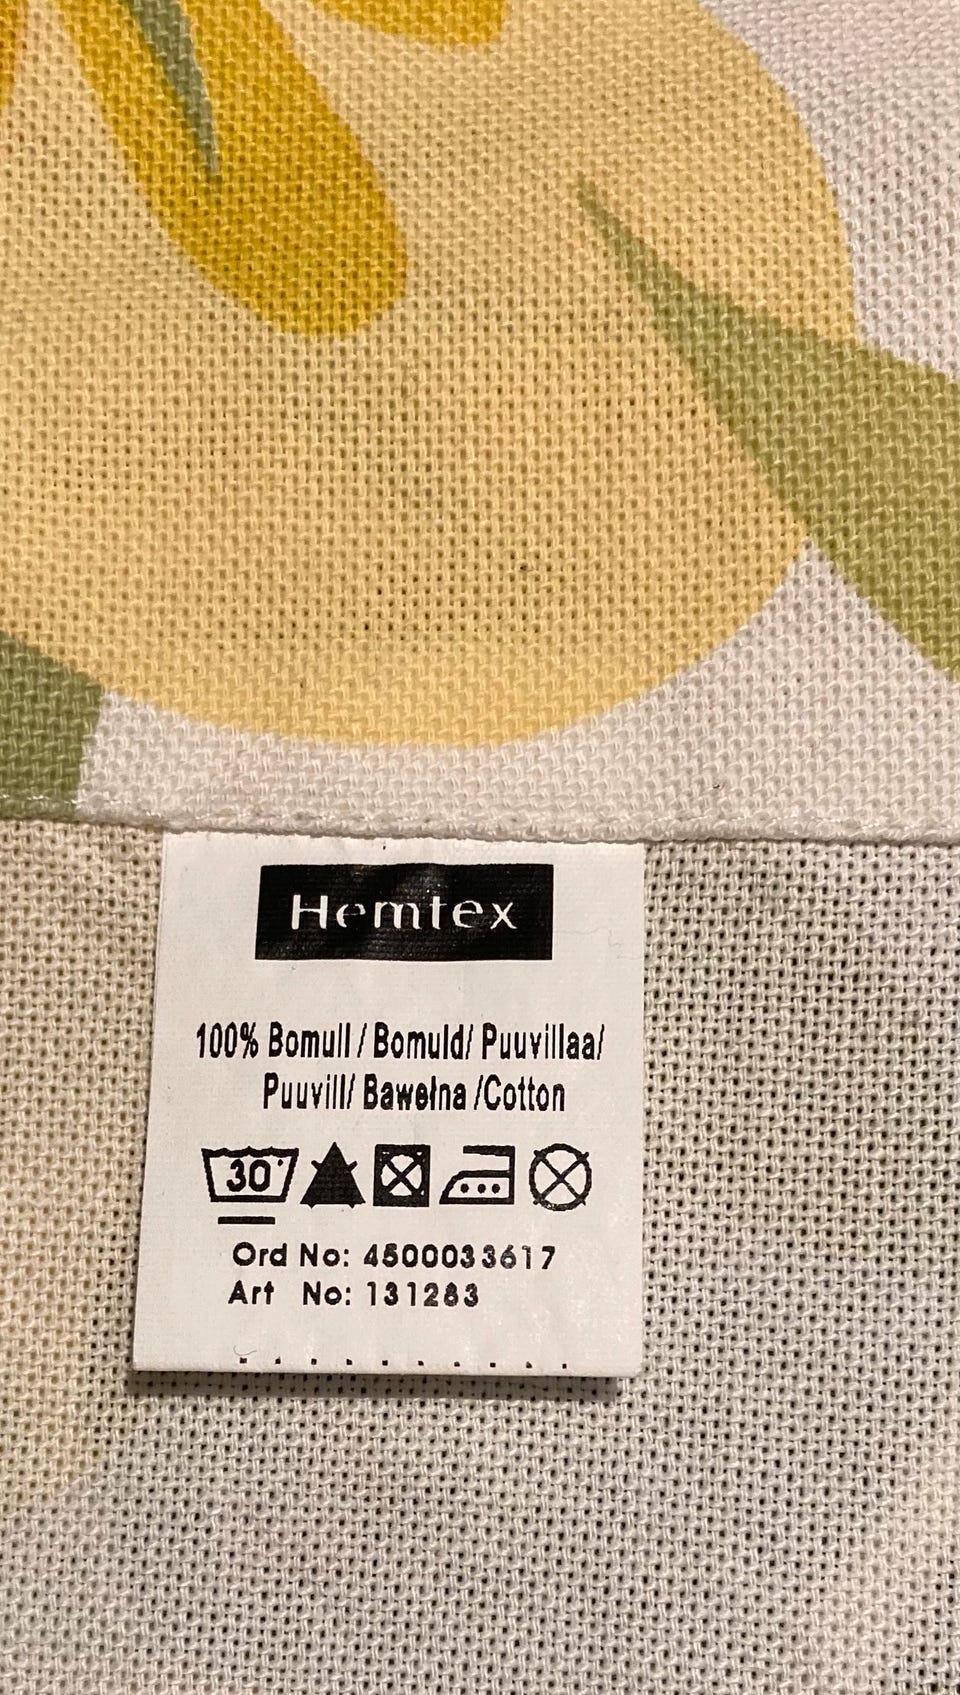 Hemtex
100% Bomull / Bomuld/ Puuvillaa/
Puuvill/ Bawełna /Cotton
30°
Ord No: 4500033617
Art No: 131283